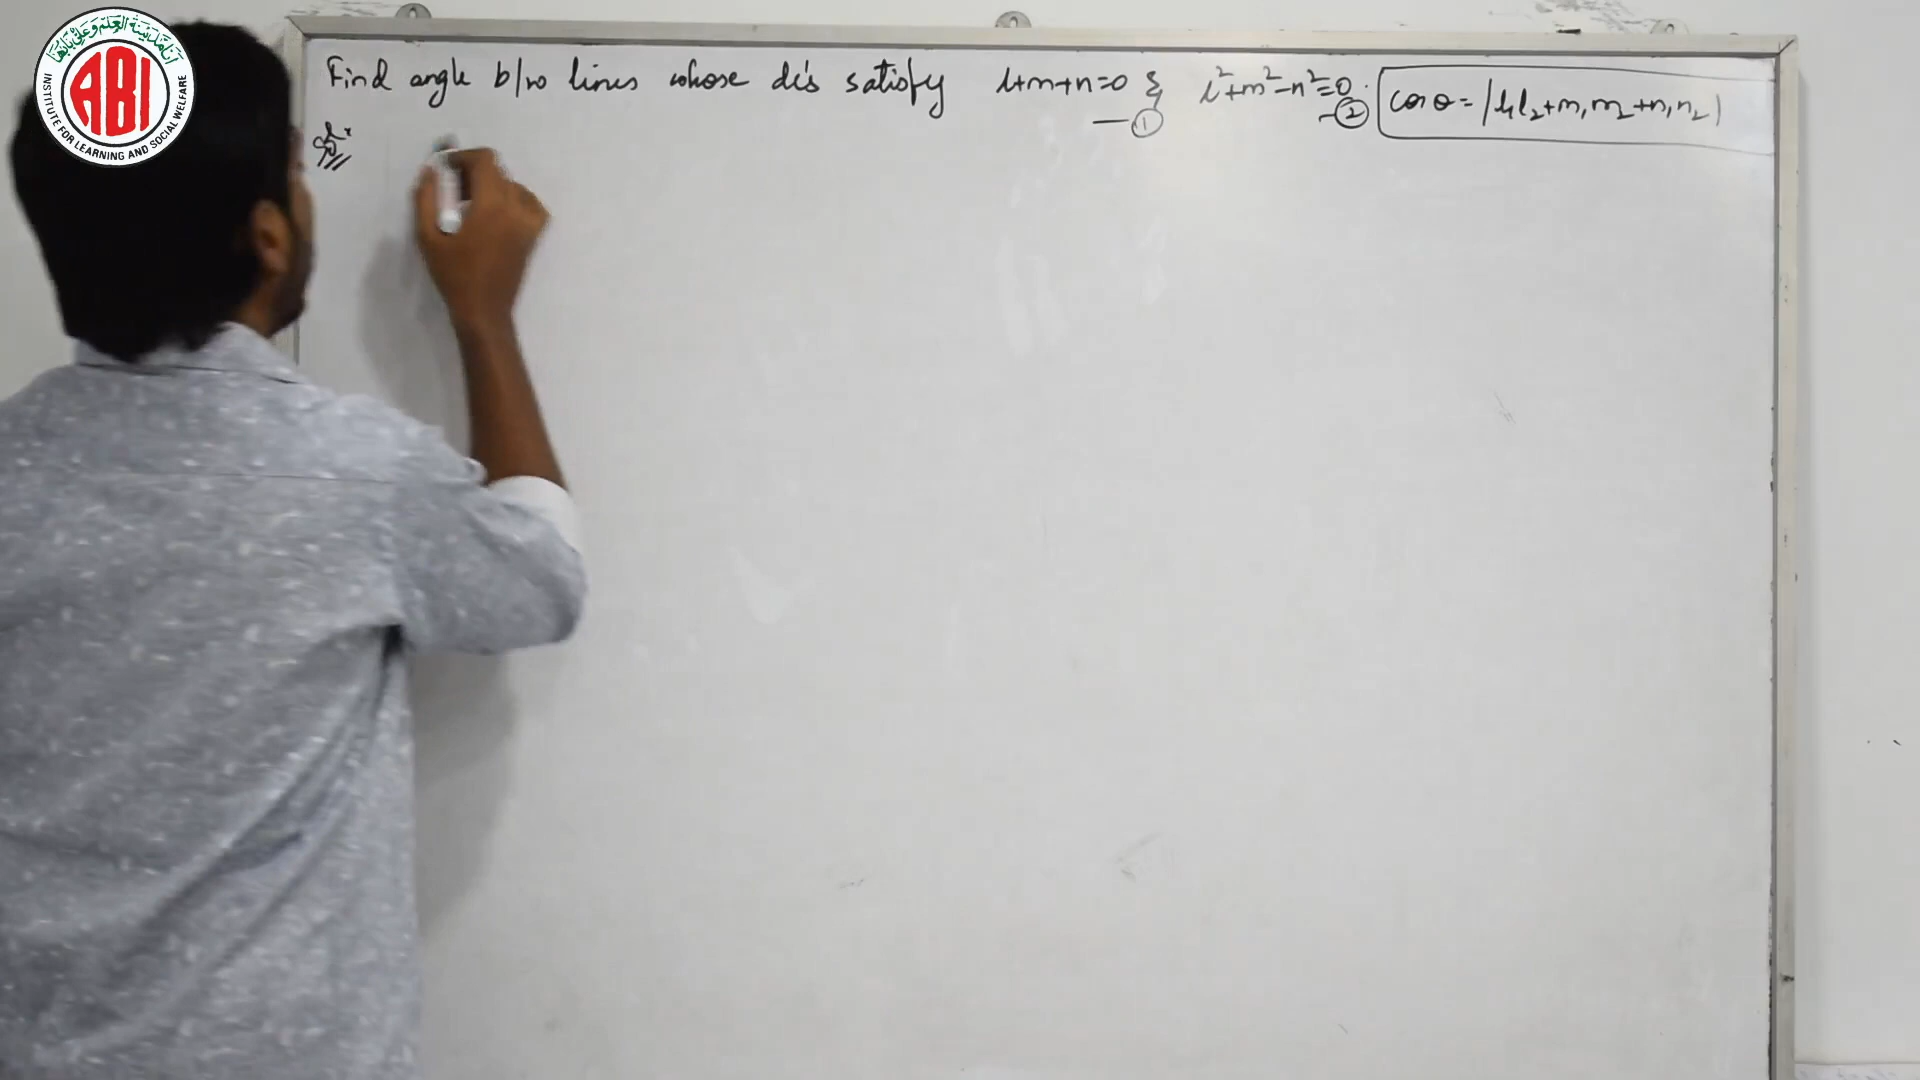 ABI
INSTITUTE FOR LEARNING AND SOCIAL WELFARE
Find angle b/w lines whose dc's satisfy l+m+n=0 & l²+m²-n²=0.
—① —②
cos θ = |l₁l₂+m₁m₂+n₁n₂|
Solⁿ